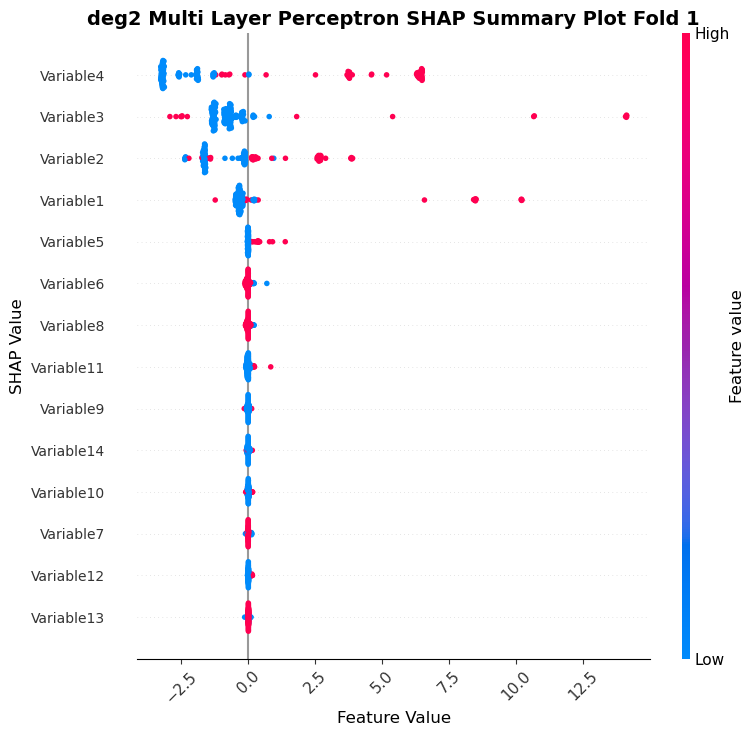 deg2 Multi Layer Perceptron SHAP Summary Plot Fold 1
High
Variable4
Variable3
Variable2
Variable1
Variable5
Variable6
Variable8
Variable11
Variable9
Variable14
Variable10
Variable7
Variable12
Variable13
SHAP Value
Feature value
Low
−2.5 0.0 2.5 5.0 7.5 10.0 12.5
Feature Value